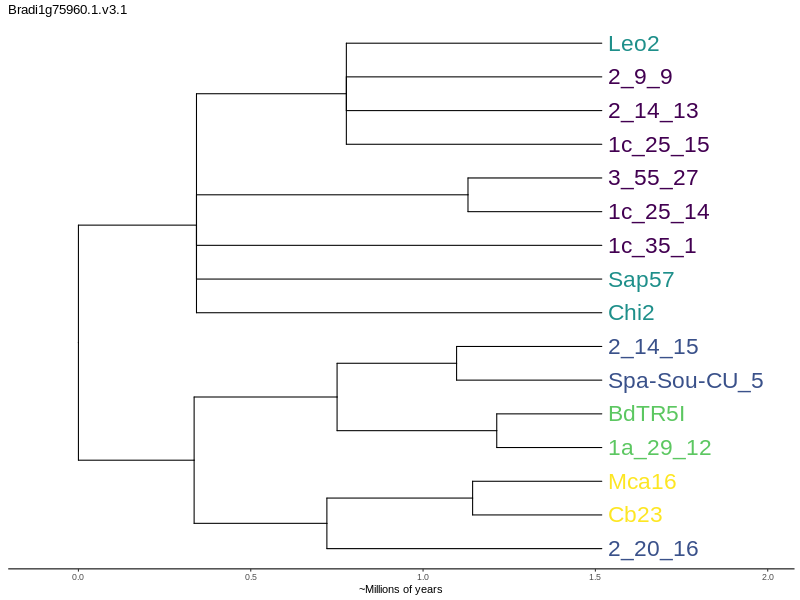 Bradi1g75960.1.v3.1
Leo2
2_9_9
2_14_13
1c_25_15
3_55_27
1c_25_14
1c_35_1
Sap57
Chi2
2_14_15
Spa-Sou-CU_5
BdTR5I
1a_29_12
Mca16
Cb23
2_20_16
0.0 0.5 1.0 1.5 2.0
~Millions of years